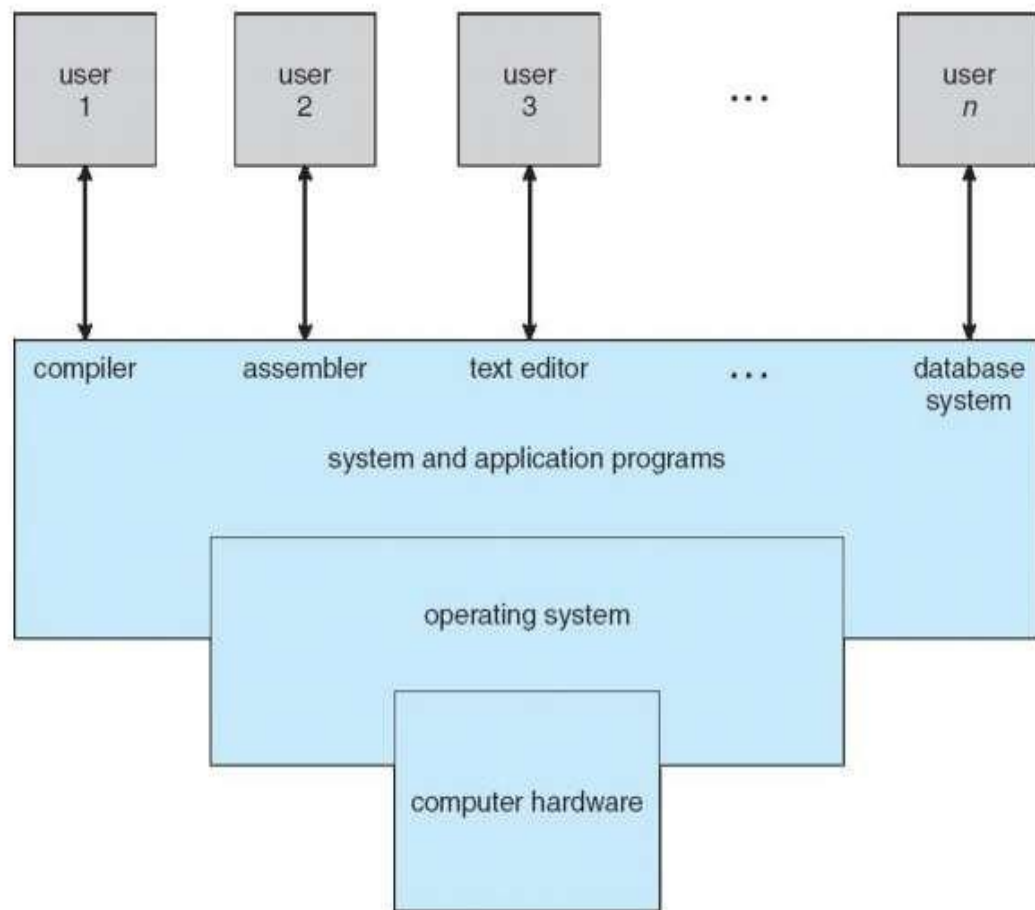 user
1
user
2
user
3
...
user
n
compiler
assembler
text editor
...
database
system
system and application programs
operating system
computer hardware